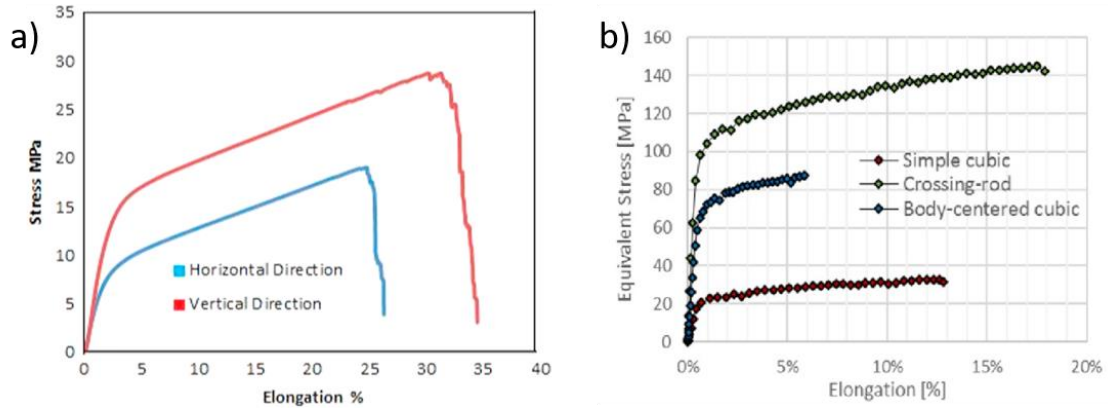 a)
Stress MPa
35
30
25
20
15
10
5
0
0 5 10 15 20 25 30 35 40
Elongation %
Horizontal Direction
Vertical Direction
b)
Equivalent Stress [MPa]
160
140
120
100
80
60
40
20
0
0% 5% 10% 15% 20%
Elongation [%]
Simple cubic
Crossing-rod
Body-centered cubic